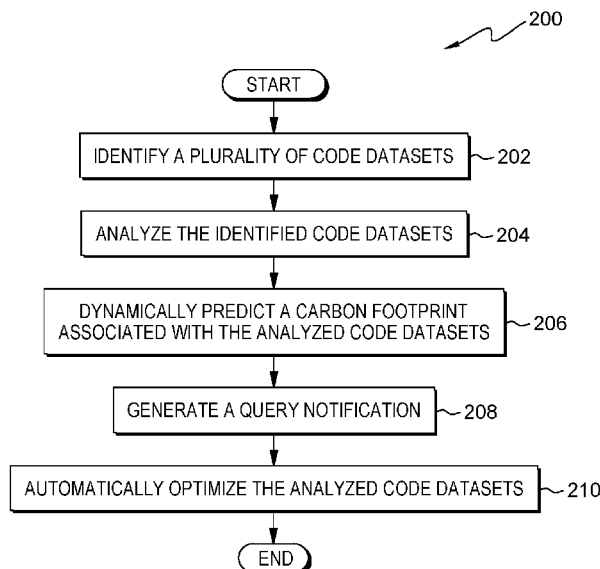 200
START
IDENTIFY A PLURALITY OF CODE DATASETS
202
ANALYZE THE IDENTIFIED CODE DATASETS
204
DYNAMICALLY PREDICT A CARBON FOOTPRINT
ASSOCIATED WITH THE ANALYZED CODE DATASETS
206
GENERATE A QUERY NOTIFICATION
208
AUTOMATICALLY OPTIMIZE THE ANALYZED CODE DATASETS
210
END